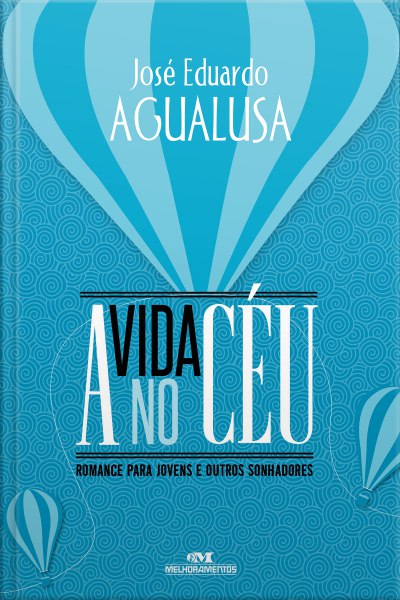 José Eduardo
AGUALUSA
A VIDA NO CÉU
ROMANCE PARA JOVENS E OUTROS SONHADORES
M
MELHORAMENTOS